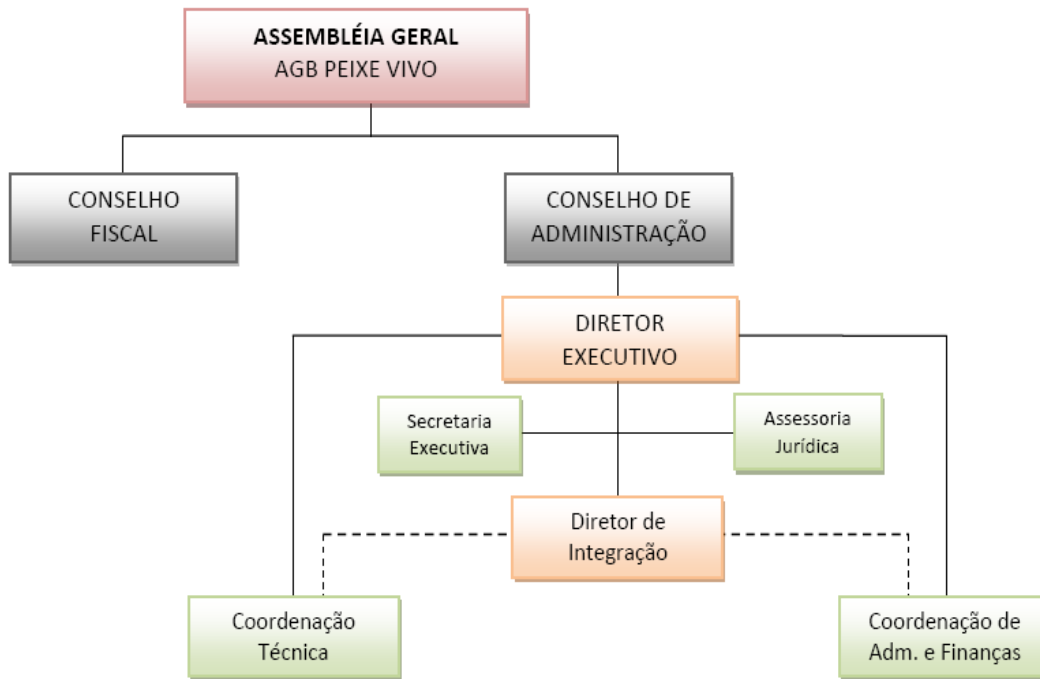 ASSEMBLÉIA GERAL
AGB PEIXE VIVO
CONSELHO
FISCAL
CONSELHO DE
ADMINISTRAÇÃO
DIRETOR
EXECUTIVO
Secretaria
Executiva
Assessoria
Jurídica
Diretor de
Integração
Coordenação
Técnica
Coordenação de
Adm. e Finanças